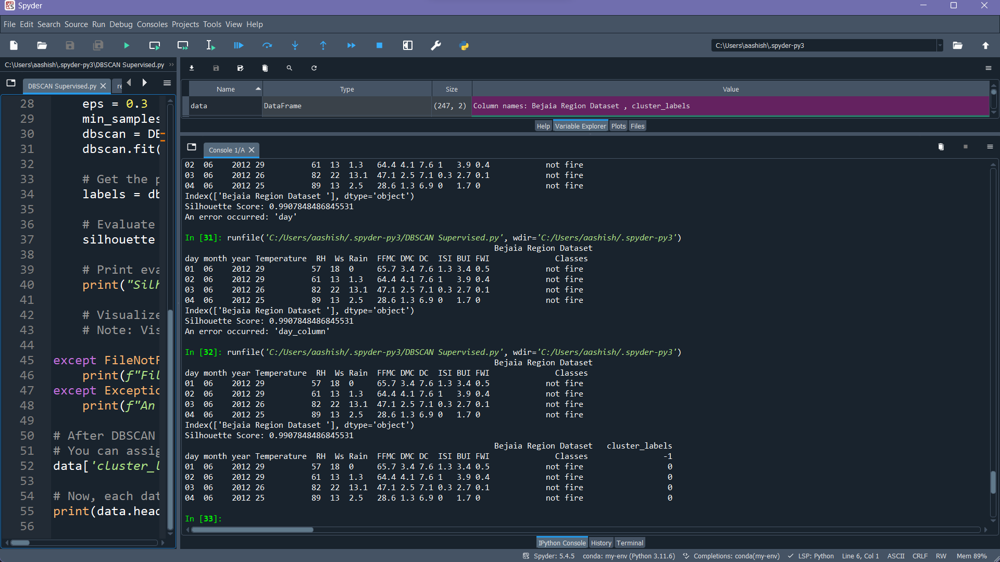 Spyder
File Edit Search Source Run Debug Consoles Projects Tools View Help
C:\Users\aashish\.spyder-py3
C:\Users\aashish\.spyder-py3\DBSCAN Supervised.py
DBSCAN Supervised.py
re
28 eps = 0.3
29 min_samples
30 dbscan = DB
31 dbscan.fit(
32
33 # Get the p
34 labels = db
35
36 # Evaluate
37 silhouette
38
39 # Print eva
40 print("Silh
41
42 # Visualize
43 # Note: Vis
44
45 except FileNotF
46 print(f"Fil
47 except Exceptio
48 print(f"An
49
50 # After DBSCAN
51 # You can assig
52 data['cluster_l
53
54 # Now, each dat
55 print(data.head
56
Name Type Size Value
data DataFrame (247, 2) Column names: Bejaia Region Dataset , cluster_labels
Help Variable Explorer Plots Files
Console 1/A
02 06 2012 29 61 13 1.3 64.4 4.1 7.6 1 3.9 0.4 not fire
03 06 2012 26 82 22 13.1 47.1 2.5 7.1 0.3 2.7 0.1 not fire
04 06 2012 25 89 13 2.5 28.6 1.3 6.9 0 1.7 0 not fire
Index(['Bejaia Region Dataset '], dtype='object')
Silhouette Score: 0.9907848486845531
An error occurred: 'day'
In [31]: runfile('C:/Users/aashish/.spyder-py3/DBSCAN Supervised.py', wdir='C:/Users/aashish/.spyder-py3')
Bejaia Region Dataset
day month year Temperature RH Ws Rain FFMC DMC DC ISI BUI FWI Classes
01 06 2012 29 57 18 0 65.7 3.4 7.6 1.3 3.4 0.5 not fire
02 06 2012 29 61 13 1.3 64.4 4.1 7.6 1 3.9 0.4 not fire
03 06 2012 26 82 22 13.1 47.1 2.5 7.1 0.3 2.7 0.1 not fire
04 06 2012 25 89 13 2.5 28.6 1.3 6.9 0 1.7 0 not fire
Index(['Bejaia Region Dataset '], dtype='object')
Silhouette Score: 0.9907848486845531
An error occurred: 'day_column'
In [32]: runfile('C:/Users/aashish/.spyder-py3/DBSCAN Supervised.py', wdir='C:/Users/aashish/.spyder-py3')
Bejaia Region Dataset
day month year Temperature RH Ws Rain FFMC DMC DC ISI BUI FWI Classes
01 06 2012 29 57 18 0 65.7 3.4 7.6 1.3 3.4 0.5 not fire
02 06 2012 29 61 13 1.3 64.4 4.1 7.6 1 3.9 0.4 not fire
03 06 2012 26 82 22 13.1 47.1 2.5 7.1 0.3 2.7 0.1 not fire
04 06 2012 25 89 13 2.5 28.6 1.3 6.9 0 1.7 0 not fire
Index(['Bejaia Region Dataset '], dtype='object')
Silhouette Score: 0.9907848486845531
Bejaia Region Dataset cluster_labels
day month year Temperature RH Ws Rain FFMC DMC DC ISI BUI FWI Classes -1
01 06 2012 29 57 18 0 65.7 3.4 7.6 1.3 3.4 0.5 not fire 0
02 06 2012 29 61 13 1.3 64.4 4.1 7.6 1 3.9 0.4 not fire 0
03 06 2012 26 82 22 13.1 47.1 2.5 7.1 0.3 2.7 0.1 not fire 0
04 06 2012 25 89 13 2.5 28.6 1.3 6.9 0 1.7 0 not fire 0
In [33]:
IPython Console History Terminal
Spyder: 5.4.5 conda: my-env (Python 3.11.6) Completions: conda(my-env) LSP: Python Line 6, Col 1 ASCII CRLF RW Mem 89%